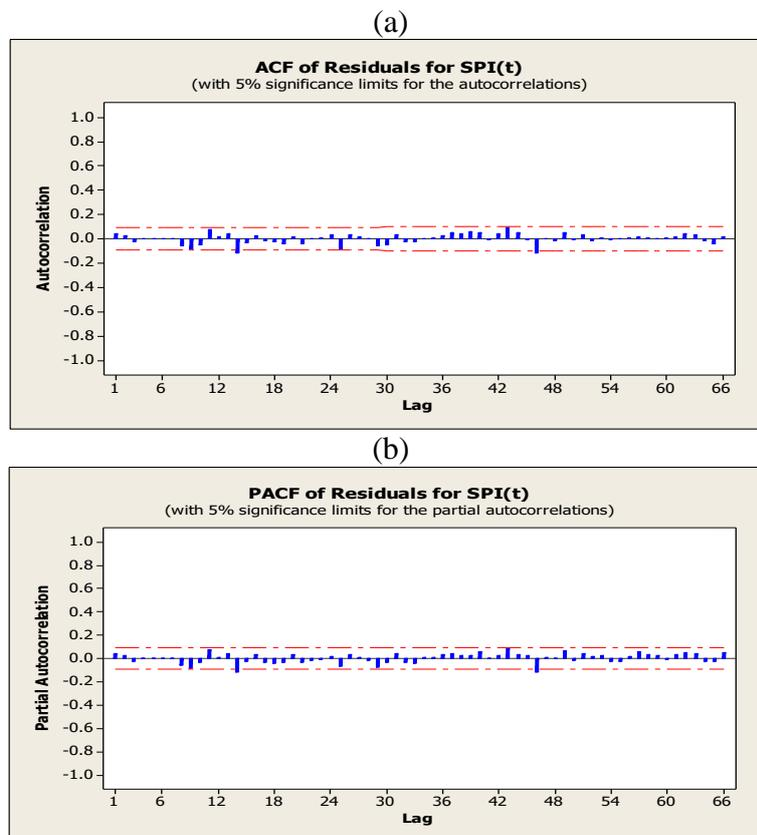 (a)
ACF of Residuals for SPI(t)
(with 5% significance limits for the autocorrelations)
Autocorrelation
1.0
0.8
0.6
0.4
0.2
0.0
-0.2
-0.4
-0.6
-0.8
-1.0
1 6 12 18 24 30 36 42 48 54 60 66
Lag
(b)
PACF of Residuals for SPI(t)
(with 5% significance limits for the partial autocorrelations)
Partial Autocorrelation
1.0
0.8
0.6
0.4
0.2
0.0
-0.2
-0.4
-0.6
-0.8
-1.0
1 6 12 18 24 30 36 42 48 54 60 66
Lag